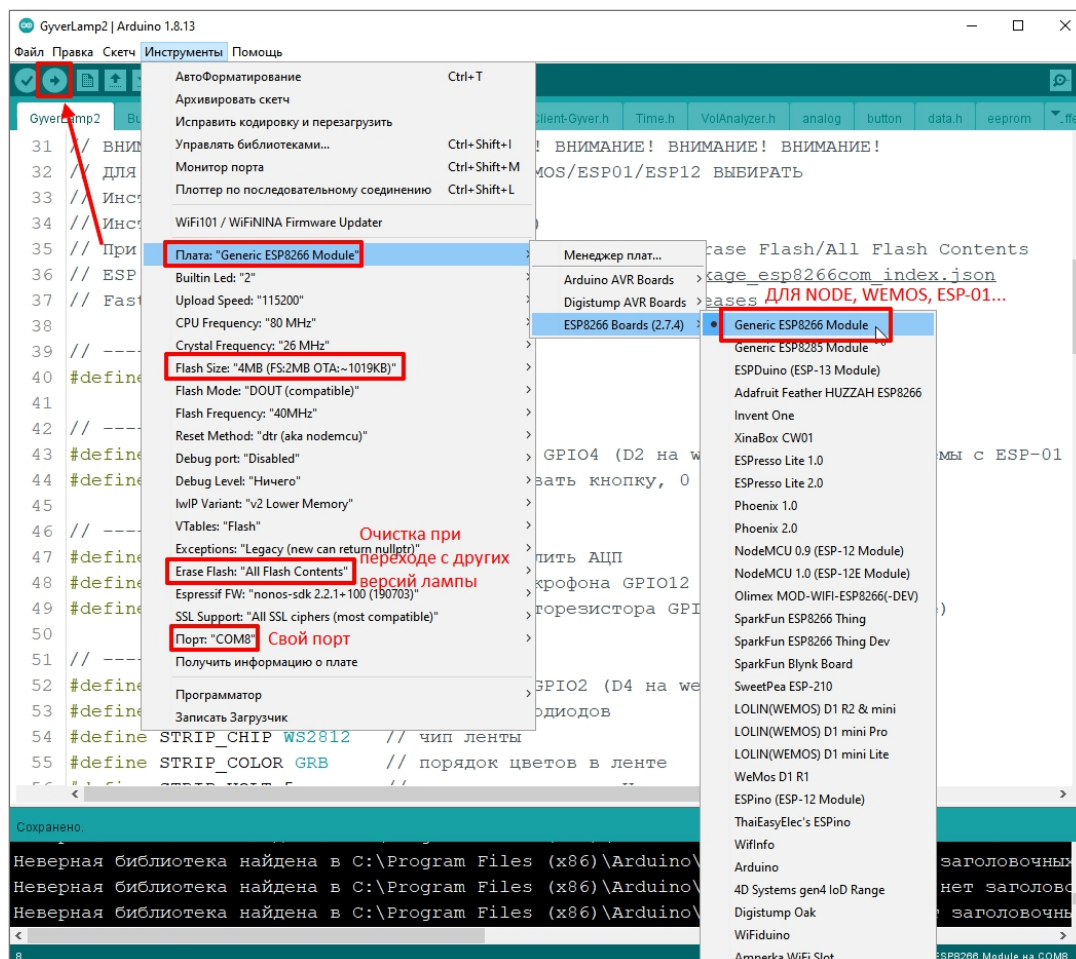 GyverLamp2 | Arduino 1.8.13
Файл Правка Скетч Инструменты Помощь
GyverLamp2
Client-Gyver.h Time.h VolAnalyzer.h analog button data.h eeprom
АвтоФорматирование Ctrl+T
Архивировать скетч
Исправить кодировку и перезагрузить
Управлять библиотеками... Ctrl+Shift+I
Монитор порта Ctrl+Shift+M
Плоттер по последовательному соединению Ctrl+Shift+L
WiFi101 / WiFiNINA Firmware Updater
Плата: "Generic ESP8266 Module"
Builtin Led: "2"
Upload Speed: "115200"
CPU Frequency: "80 MHz"
Crystal Frequency: "26 MHz"
Flash Size: "4MB (FS:2MB OTA:~1019KB)"
Flash Mode: "DOUT (compatible)"
Flash Frequency: "40MHz"
Reset Method: "dtr (aka nodemcu)"
Debug port: "Disabled"
Debug Level: "Ничего"
lwIP Variant: "v2 Lower Memory"
VTables: "Flash"
Exceptions: "Legacy (new can return nullptr)"
Erase Flash: "All Flash Contents"
Espressif FW: "nonos-sdk 2.2.1+100 (190703)"
SSL Support: "All SSL ciphers (most compatible)"
Порт: "COM8"
Получить информацию о плате
Программатор
Записать Загрузчик
Очистка при
переходе с других
версий лампы
Свой порт
Менеджер плат...
Arduino AVR Boards
Digistump AVR Boards
ESP8266 Boards (2.7.4)
ДЛЯ NODE, WEMOS, ESP-01...
Generic ESP8266 Module
Generic ESP8285 Module
ESPDuino (ESP-13 Module)
Adafruit Feather HUZZAH ESP8266
Invent One
XinaBox CW01
ESPresso Lite 1.0
ESPresso Lite 2.0
Phoenix 1.0
Phoenix 2.0
NodeMCU 0.9 (ESP-12 Module)
NodeMCU 1.0 (ESP-12E Module)
Olimex MOD-WIFI-ESP8266(-DEV)
SparkFun ESP8266 Thing
SparkFun ESP8266 Thing Dev
SparkFun Blynk Board
SweetPea ESP-210
LOLIN(WEMOS) D1 R2 & mini
LOLIN(WEMOS) D1 mini Pro
LOLIN(WEMOS) D1 mini Lite
WeMos D1 R1
ESPino (ESP-12 Module)
ThaiEasyElec's ESPino
WifInfo
Arduino
4D Systems gen4 IoD Range
Digistump Oak
WiFiduino
Amperka WiFi Slot
31 // ! ВНИМАНИЕ! ВНИМАНИЕ! ВНИМАНИЕ!
32 // ДЛЯ MOS/ESP01/ESP12 ВЫБИРАТЬ
33 // Инст
34 // Инст )
35 // При rase Flash/All Flash Contents
36 // ESP kage_esp8266com_index.json
37 // Fast eases
38
39 // ----
40 #define
41
42 // ----
43 #define GPIO4 (D2 на w мы с ESP-01
44 #define вать кнопку, 0
45
46 // ----
47 #define лить АЦП
48 #define крофона GPIO12
49 #define торезистора GPI )
50
51 // ----
52 #define GPIO2 (D4 на we
53 #define одиодов
54 #define STRIP_CHIP WS2812 // чип ленты
55 #define STRIP_COLOR GRB // порядок цветов в ленте
Сохранено.
Неверная библиотека найдена в C:\Program Files (x86)\Arduino\ заголовочных
Неверная библиотека найдена в C:\Program Files (x86)\Arduino\ нет заголово
Неверная библиотека найдена в C:\Program Files (x86)\Arduino\ т заголовочны
8 ESP8266 Module на COM8